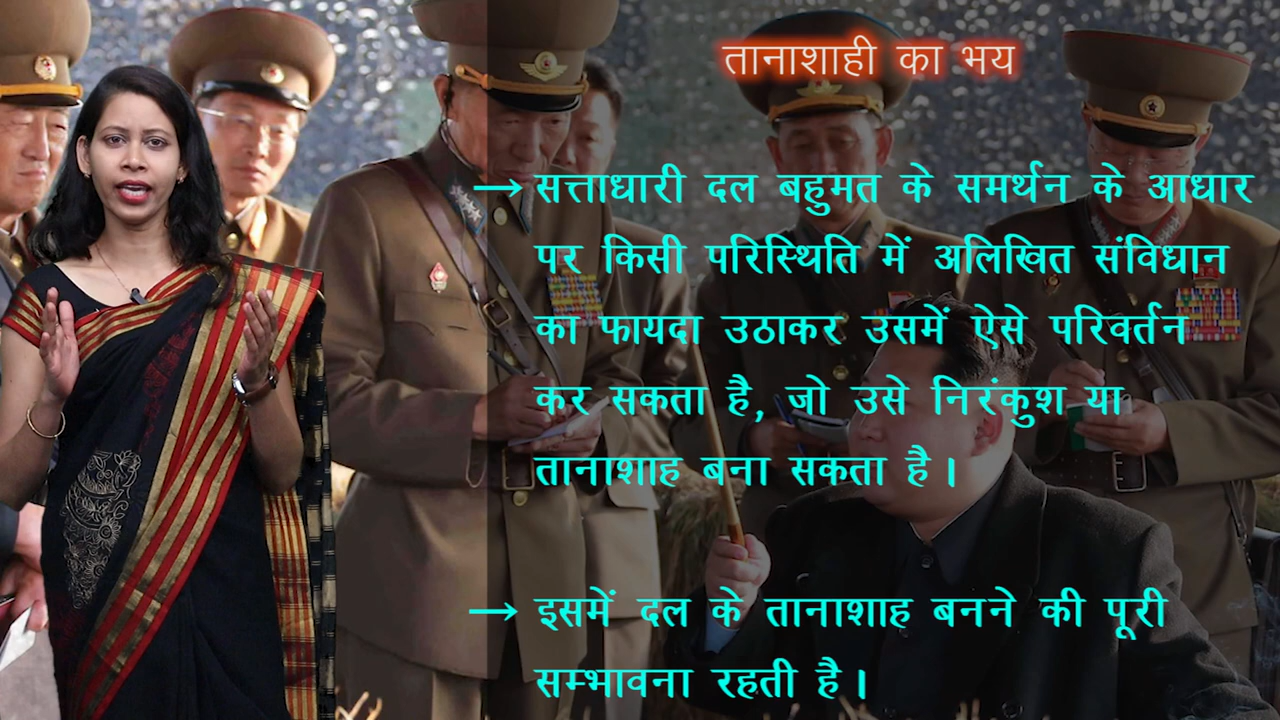 तानाशाही का भय
→ सत्ताधारी दल बहुमत के समर्थन के आधार
पर किसी परिस्थिति में अलिखित संविधान
का फायदा उठाकर उसमें ऐसे परिवर्तन
कर सकता है, जो उसे निरंकुश या
तानाशाह बना सकता है।
→ इसमें दल के तानाशाह बनने की पूरी
सम्भावना रहती है।